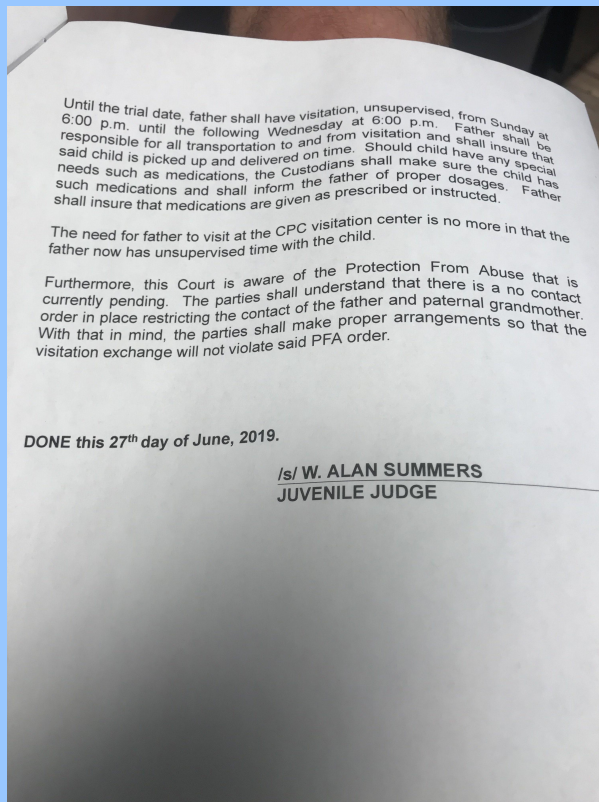 Until the trial date, father shall have visitation, unsupervised, from Sunday at
6:00 p.m. until the following Wednesday at 6:00 p.m. Father shall be
responsible for all transportation to and from visitation and shall insure that
said child is picked up and delivered on time. Should child have any special
needs such as medications, the Custodians shall make sure the child has
such medications and shall inform the father of proper dosages. Father
shall insure that medications are given as prescribed or instructed.
The need for father to visit at the CPC visitation center is no more in that the
father now has unsupervised time with the child.
Furthermore, this Court is aware of the Protection From Abuse that is
currently pending. The parties shall understand that there is a no contact
order in place restricting the contact of the father and paternal grandmother.
With that in mind, the parties shall make proper arrangements so that the
visitation exchange will not violate said PFA order.
DONE this 27th day of June, 2019.
/s/ W. ALAN SUMMERS
JUVENILE JUDGE